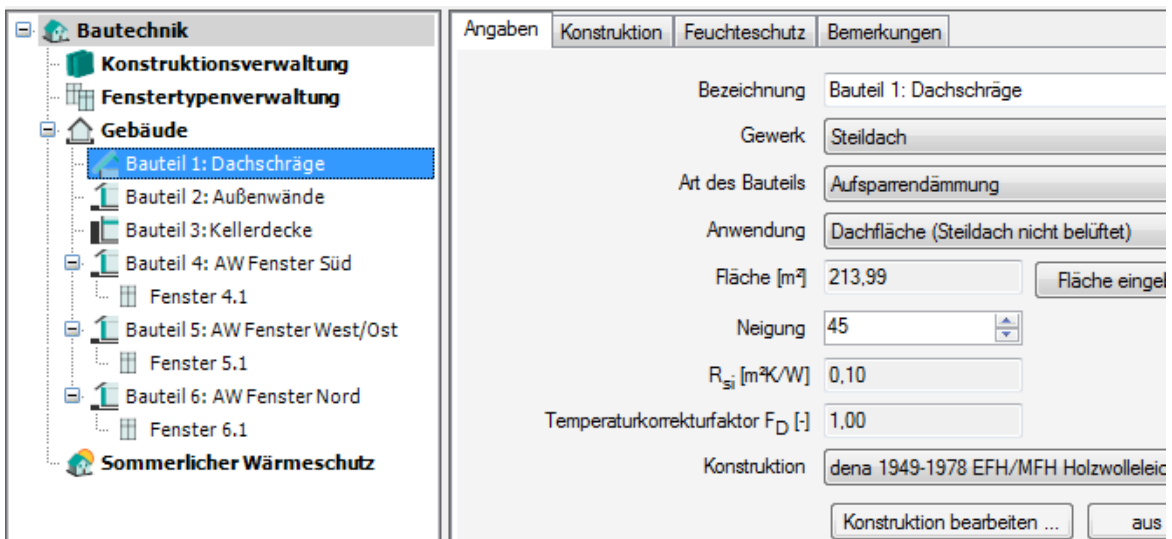 Bautechnik
Konstruktionsverwaltung
Fenstertypenverwaltung
Gebäude
Bauteil 1: Dachschräge
Bauteil 2: Außenwände
Bauteil 3: Kellerdecke
Bauteil 4: AW Fenster Süd
Fenster 4.1
Bauteil 5: AW Fenster West/Ost
Fenster 5.1
Bauteil 6: AW Fenster Nord
Fenster 6.1
Sommerlicher Wärmeschutz
Angaben Konstruktion Feuchteschutz Bemerkungen
Bezeichnung Bauteil 1: Dachschräge
Gewerk Steildach
Art des Bauteils Aufsparrendämmung
Anwendung Dachfläche (Steildach nicht belüftet)
Fläche [m²] 213,99 Fläche eingel
Neigung 45
Rsi [m²K/W] 0,10
Temperaturkorrekturfaktor FD [-] 1,00
Konstruktion dena 1949-1978 EFH/MFH Holzwolleleic
Konstruktion bearbeiten ... aus